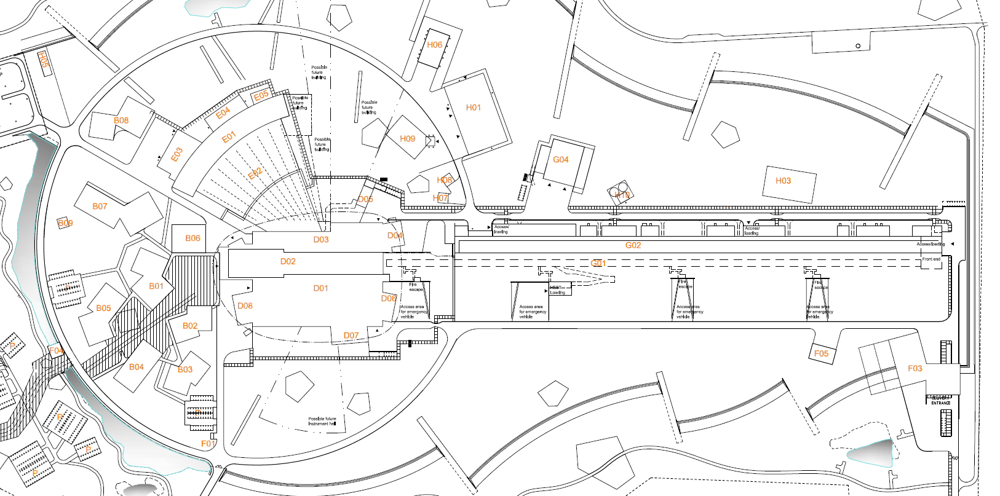 H06
H05
Possible
future
building
E05
Possible
future
building
Possible
future
building
H01
E04
B08
E01
H09
Possible
future
building
E03
G04
E02
H08
H03
H07
H10
D05
B07
B09
Access/
loading
Access/
loading
B06
D03
D04
G02
Access/loading
D02
G01
Front end
B01
D01
Fire
escape
HEBT
Loading
Fire
escape
Fire
escape
P
D06
B05
D08
Access area
for emergency
vehicle
Access area
for emergency
vehicle
Access area
for emergency
vehicle
Access area
for emergency
vehicle
B02
D07
P
F04
F05
B04
B03
F03
DELIVERY
ENTRANCE
P
P
Possible future
Instrument hall
F01
P
P